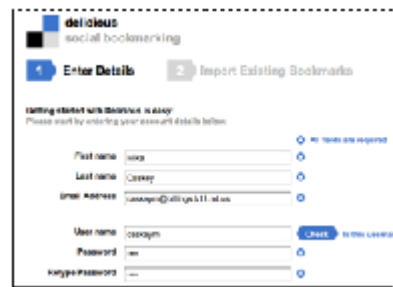 delicious
social bookmarking
1 Enter Details 2 Import Existing Bookmarks
Getting started with Delicious is easy
Please start by entering your account details below.
All fields are required
First name
Last name Caskey
Email Address
User name caskeym Check
Password
Retype Password